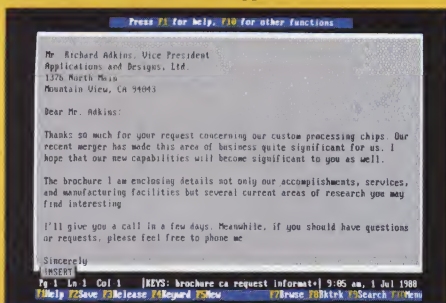 Press F1 for help, F10 for other functions
Mr. Richard Adkins, Vice President
Applications and Designs, Ltd.
1376 North Main
Mountain View, CA 94043
Dear Mr. Adkins:
Thanks so much for your request concerning our custom processing chips. Our
recent merger has made this area of business quite significant for us. I
hope that our new capabilities will become significant to you as well.
The brochure I am enclosing details not only our accomplishments, services,
and manufacturing facilities but several current areas of research you may
find interesting
I'll give you a call in a few days. Meanwhile, if you should have questions
or requests, please feel free to phone me
Sincerely
INSERT
Pg 1 Ln 1 Col 1 |KEYS: brochure ca request informat+| 9:05 am, 1 Jul 1988
F1Help F2Save F3Release F4Keyword F5New F7Brwse F8Bktrk F9Search F10Menu